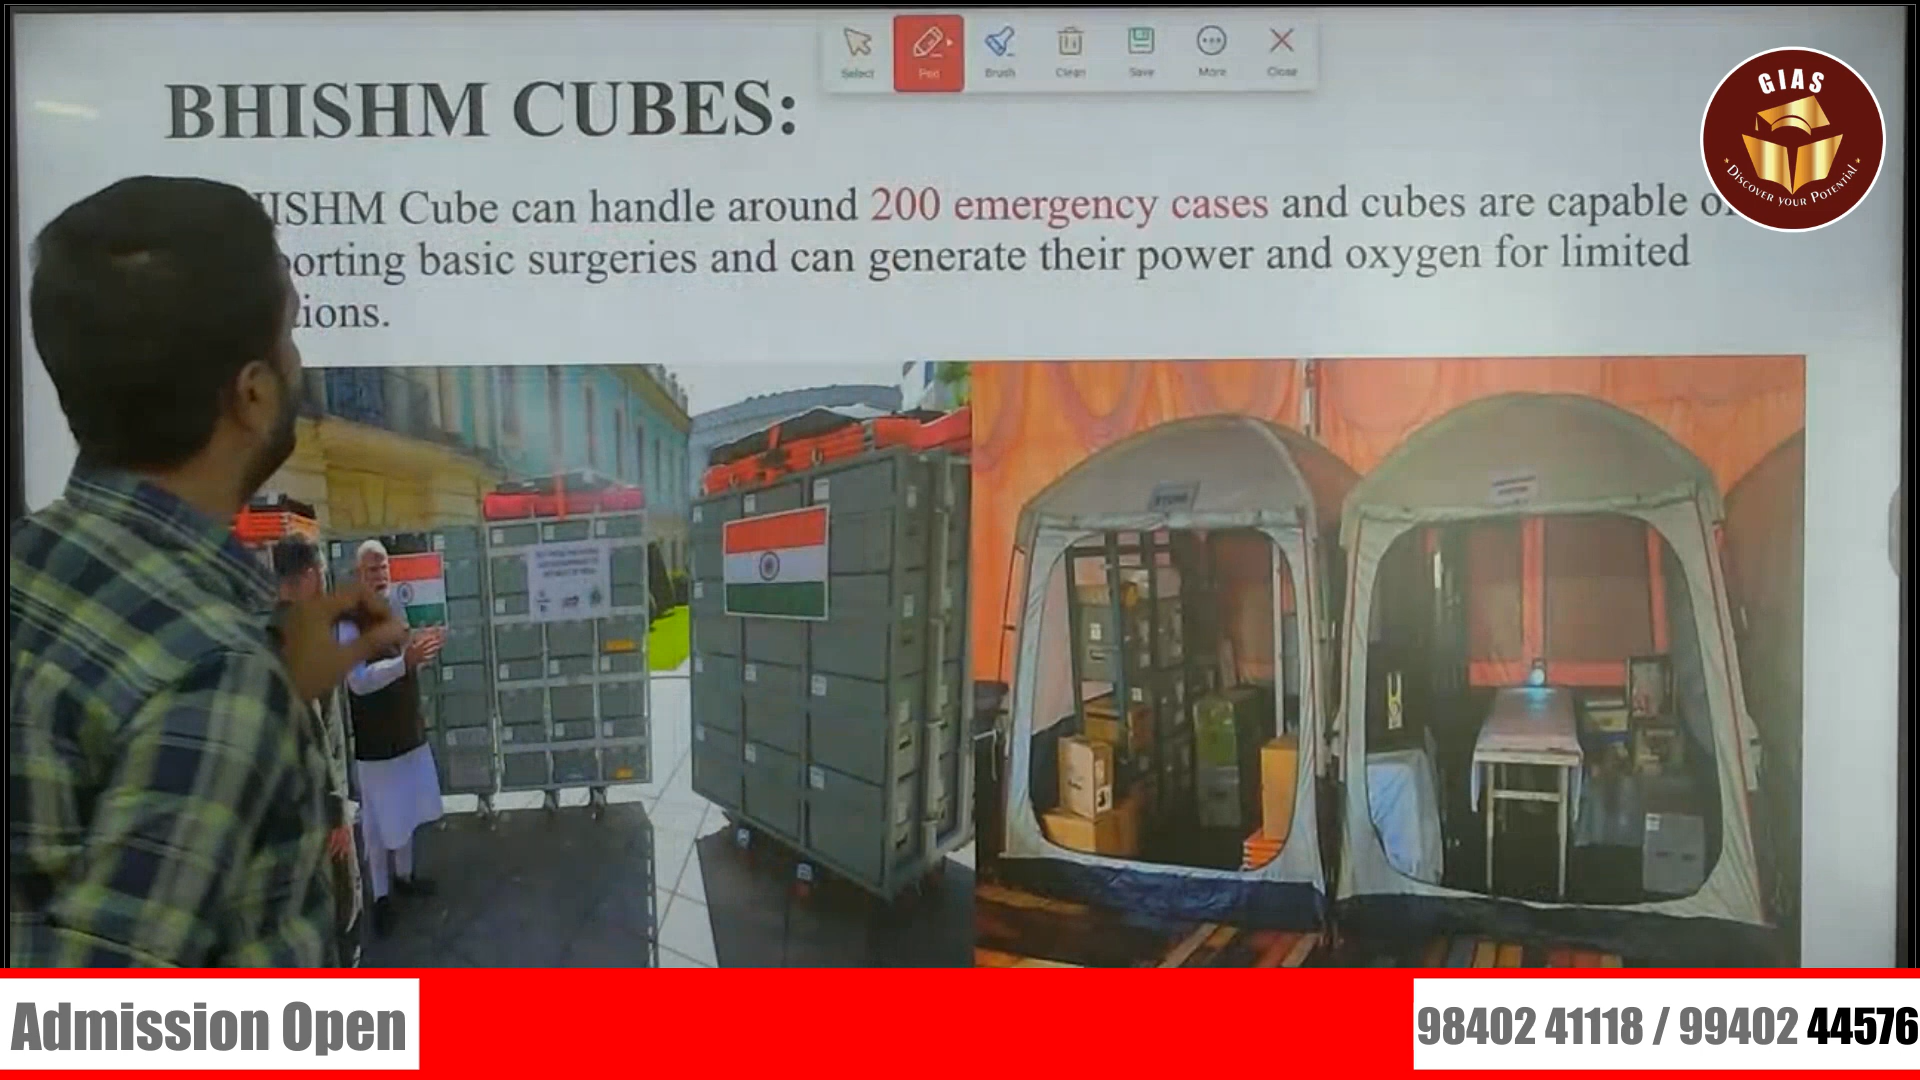 Select Pen Brush Clean Save More Close
GIAS
DISCOVER YOUR POTENTIAL
BHISHM CUBES:
ISHM Cube can handle around 200 emergency cases and cubes are capable o
porting basic surgeries and can generate their power and oxygen for limited
tions.
Admission Open
98402 41118 / 99402 44576